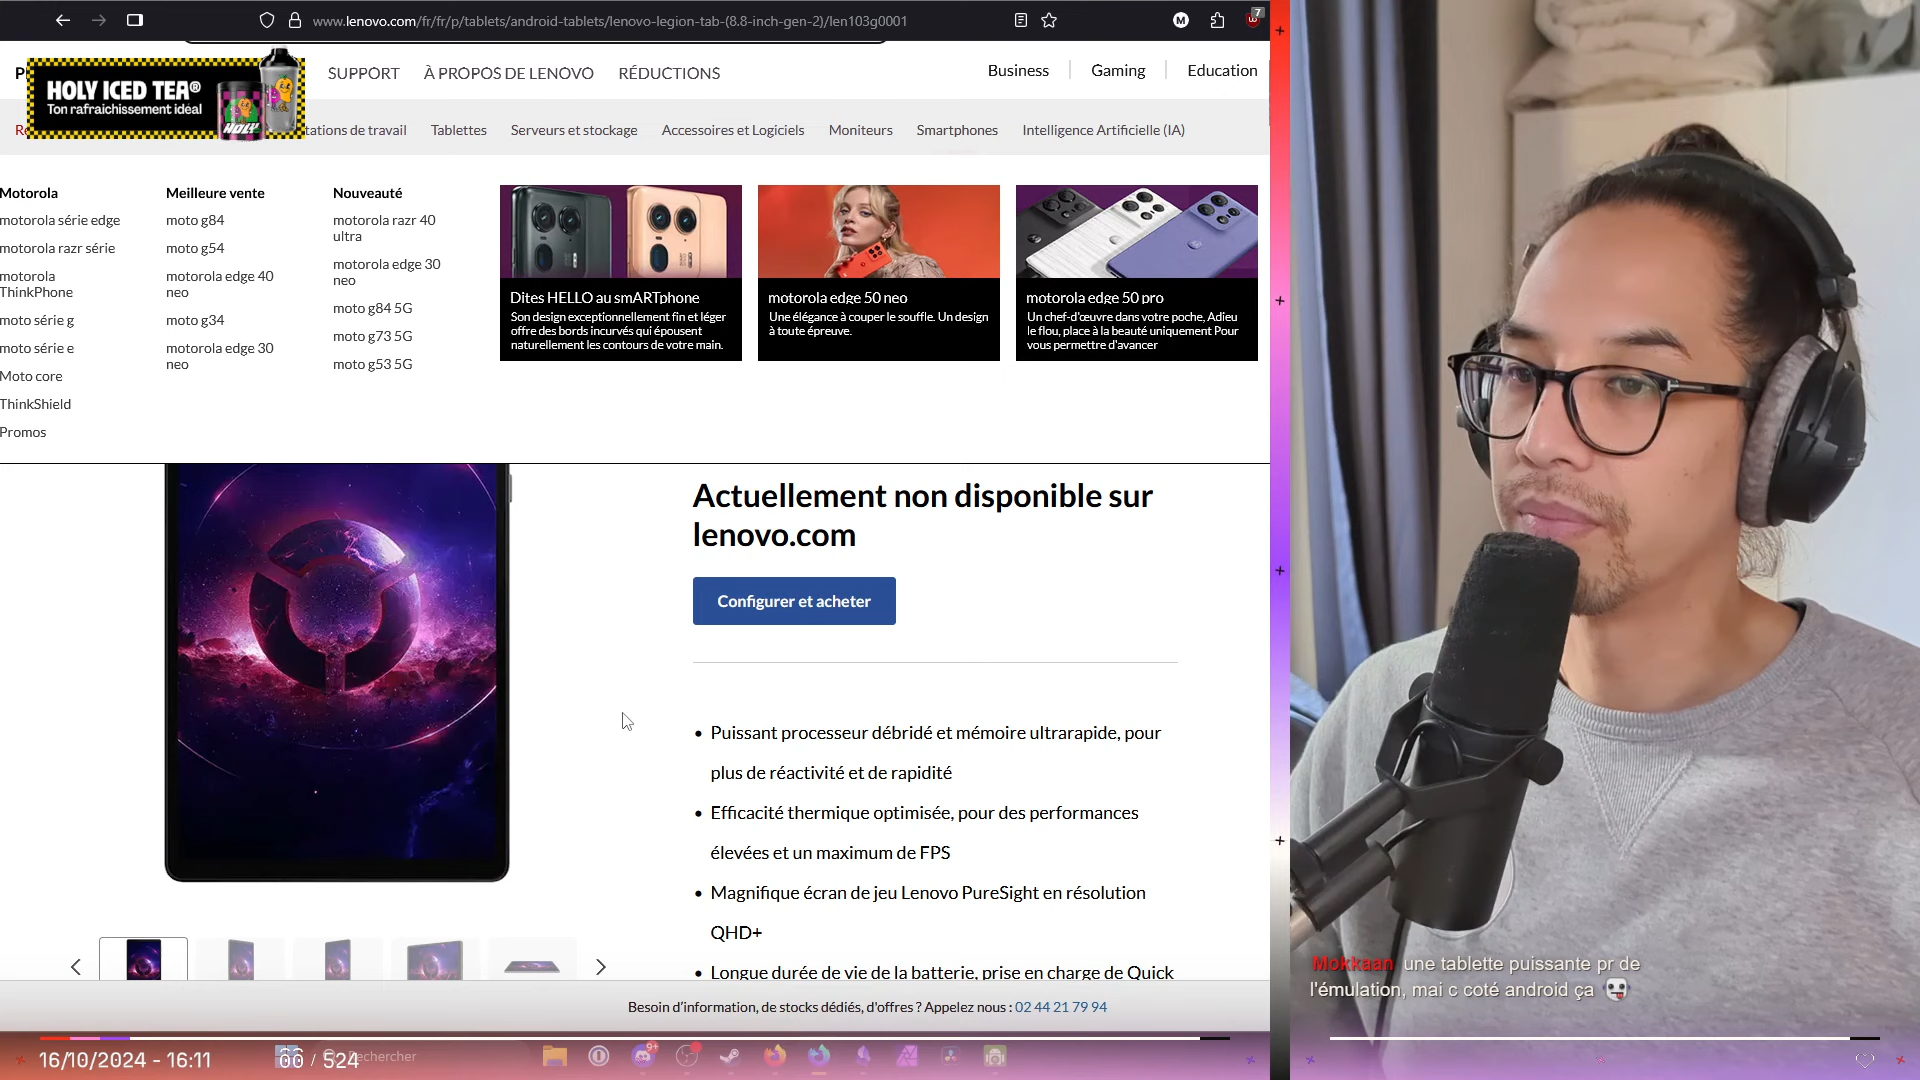 www.lenovo.com/fr/fr/p/tablets/android-tablets/lenovo-legion-tab-(8.8-inch-gen-2)/len103g0001
M
7
HOLY ICED TEA®
Ton rafraichissement idéal
HOLY
SUPPORT
À PROPOS DE LENOVO
RÉDUCTIONS
Business
Gaming
Education
tations de travail
Tablettes
Serveurs et stockage
Accessoires et Logiciels
Moniteurs
Smartphones
Intelligence Artificielle (IA)
Motorola
motorola série edge
motorola razr série
motorola
ThinkPhone
moto série g
moto série e
Moto core
ThinkShield
Promos
Meilleure vente
moto g84
moto g54
motorola edge 40
neo
moto g34
motorola edge 30
neo
Nouveauté
motorola razr 40
ultra
motorola edge 30
neo
moto g84 5G
moto g73 5G
moto g53 5G
Dites HELLO au smARTphone
Son design exceptionnellement fin et léger
offre des bords incurvés qui épousent
naturellement les contours de votre main.
motorola edge 50 neo
Une élégance à couper le souffle. Un design
à toute épreuve.
motorola edge 50 pro
Un chef-d'œuvre dans votre poche, Adieu
le flou, place à la beauté uniquement Pour
vous permettre d'avancer
Actuellement non disponible sur
lenovo.com
Configurer et acheter
• Puissant processeur débridé et mémoire ultrarapide, pour
plus de réactivité et de rapidité
• Efficacité thermique optimisée, pour des performances
élevées et un maximum de FPS
• Magnifique écran de jeu Lenovo PureSight en résolution
QHD+
• Longue durée de vie de la batterie, prise en charge de Quick
Besoin d'information, de stocks dédiés, d'offres ? Appelez nous : 02 44 21 79 94
Mokkaan une tablette puissante pr de
l'émulation, mai c coté android ça
16/10/2024 - 16:11
66 / 524
Rechercher
9+